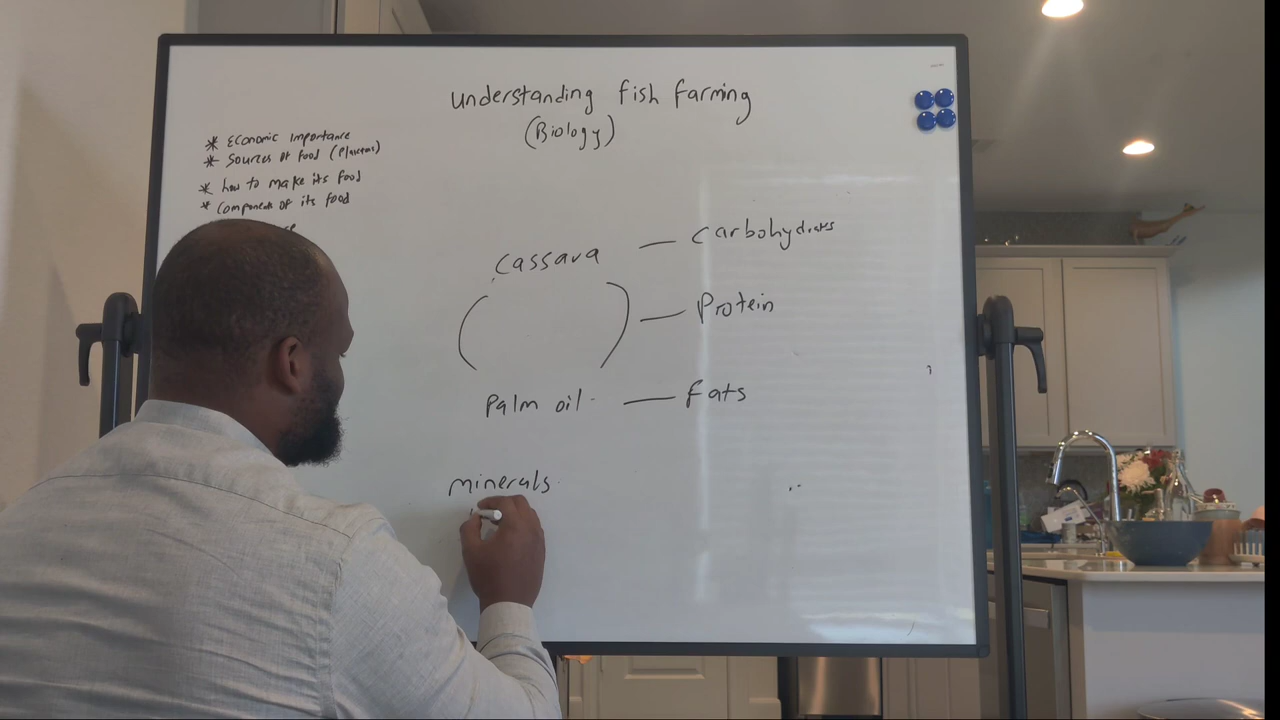 Understanding fish farming
(Biology)
* Economic Importance
* Sources of food (Places)
* how to make its food
* Components of its food
Cassava — Carbohydrates
( ) — Protein
Palm oil — fats
minerals